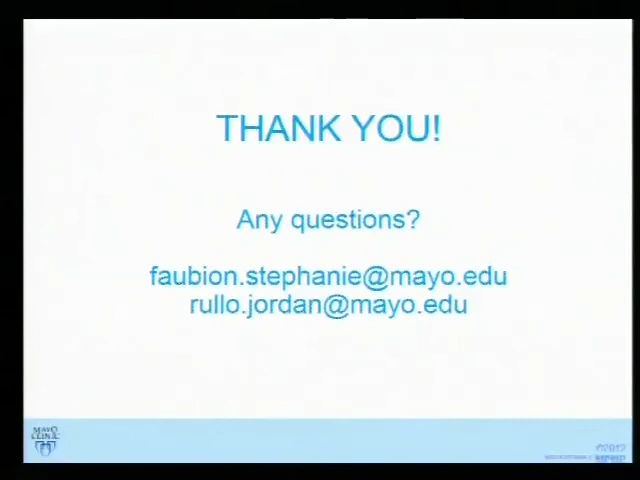 THANK YOU!
Any questions?
faubion.stephanie@mayo.edu
rullo.jordan@mayo.edu
MAYO
CLINIC
©2012